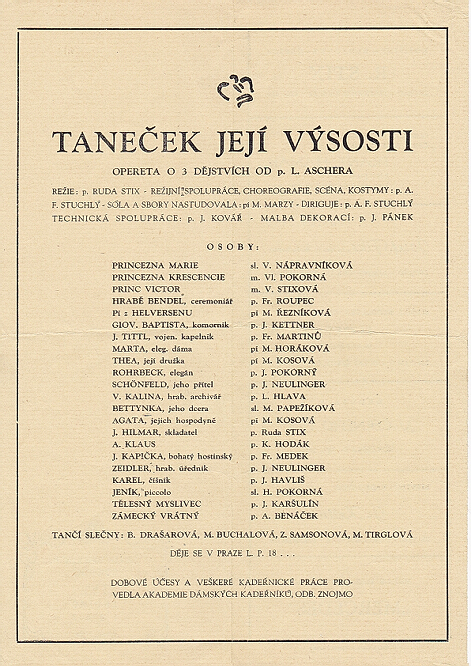 TANEČEK JEJÍ VÝSOSTI
OPERETA O 3 DĚJSTVÍCH OD p. L. ASCHERA
REŽIE: p. RUDA STIX - REŽIJNÍ SPOLUPRÁCE, CHOREOGRAFIE, SCÉNA, KOSTYMY: p. A.
F. STUCHLÝ - SÓLA A SBORY NASTUDOVALA: pí M. MARZY - DIRIGUJE: p. A. F. STUCHLÝ
TECHNICKÁ SPOLUPRÁCE: p. J. KOVÁŘ - MALBA DEKORACÍ: p. J. PÁNEK
OSOBY:
PRINCEZNA MARIE sl. V. NÁPRAVNÍKOVÁ
PRINCEZNA KRESCENCIE m. Vl. POKORNÁ
PRINC VICTOR m. V. STIXOVÁ
HRABĚ BENDEL, ceremoniář p. Fr. ROUPEC
Pí z HELVERSENU pí M. ŘEZNÍKOVÁ
GIOV. BAPTISTA, komorník p. J. KETTNER
J. TITTL, vojen. kapelník p. Fr. MARTINŮ
MARTA, eleg. dáma pí M. HORÁKOVÁ
THEA, její družka pí M. KOSOVÁ
ROHRBECK, elegán p. J. POKORNÝ
SCHÖNFELD, jeho přítel p. J. NEULINGER
V. KALINA, hrab. archivář p. L. HLAVA
BETTYNKA, jeho dcera sl. M. PAPEŽÍKOVÁ
AGATA, jejich hospodyně pí M. KOSOVÁ
J. HILMAR, skladatel p. Ruda STIX
A. KLAUS p. K. HODÁK
J. KAPIČKA, bohatý hostinský p. Fr. MEDEK
ZEIDLER, hrab. úředník p. J. NEULINGER
KAREL, číšník p. J. HAVLIŠ
JENÍK, piccolo sl. H. POKORNÁ
TĚLESNÝ MYSLIVEC p. J. KARŠULÍN
ZÁMECKÝ VRÁTNÝ p. A. BENÁČEK
TANČÍ SLEČNY: B. DRAŠAROVÁ, M. BUCHALOVÁ, Z. SAMSONOVÁ, M. TIRGLOVÁ
DĚJE SE V PRAZE L. P. 18 . . .
DOBOVÉ ÚČESY A VEŠKERÉ KADEŘNICKÉ PRÁCE PRO-
VEDLA AKADEMIE DÁMSKÝCH KADEŘNÍKŮ, ODB. ZNOJMO